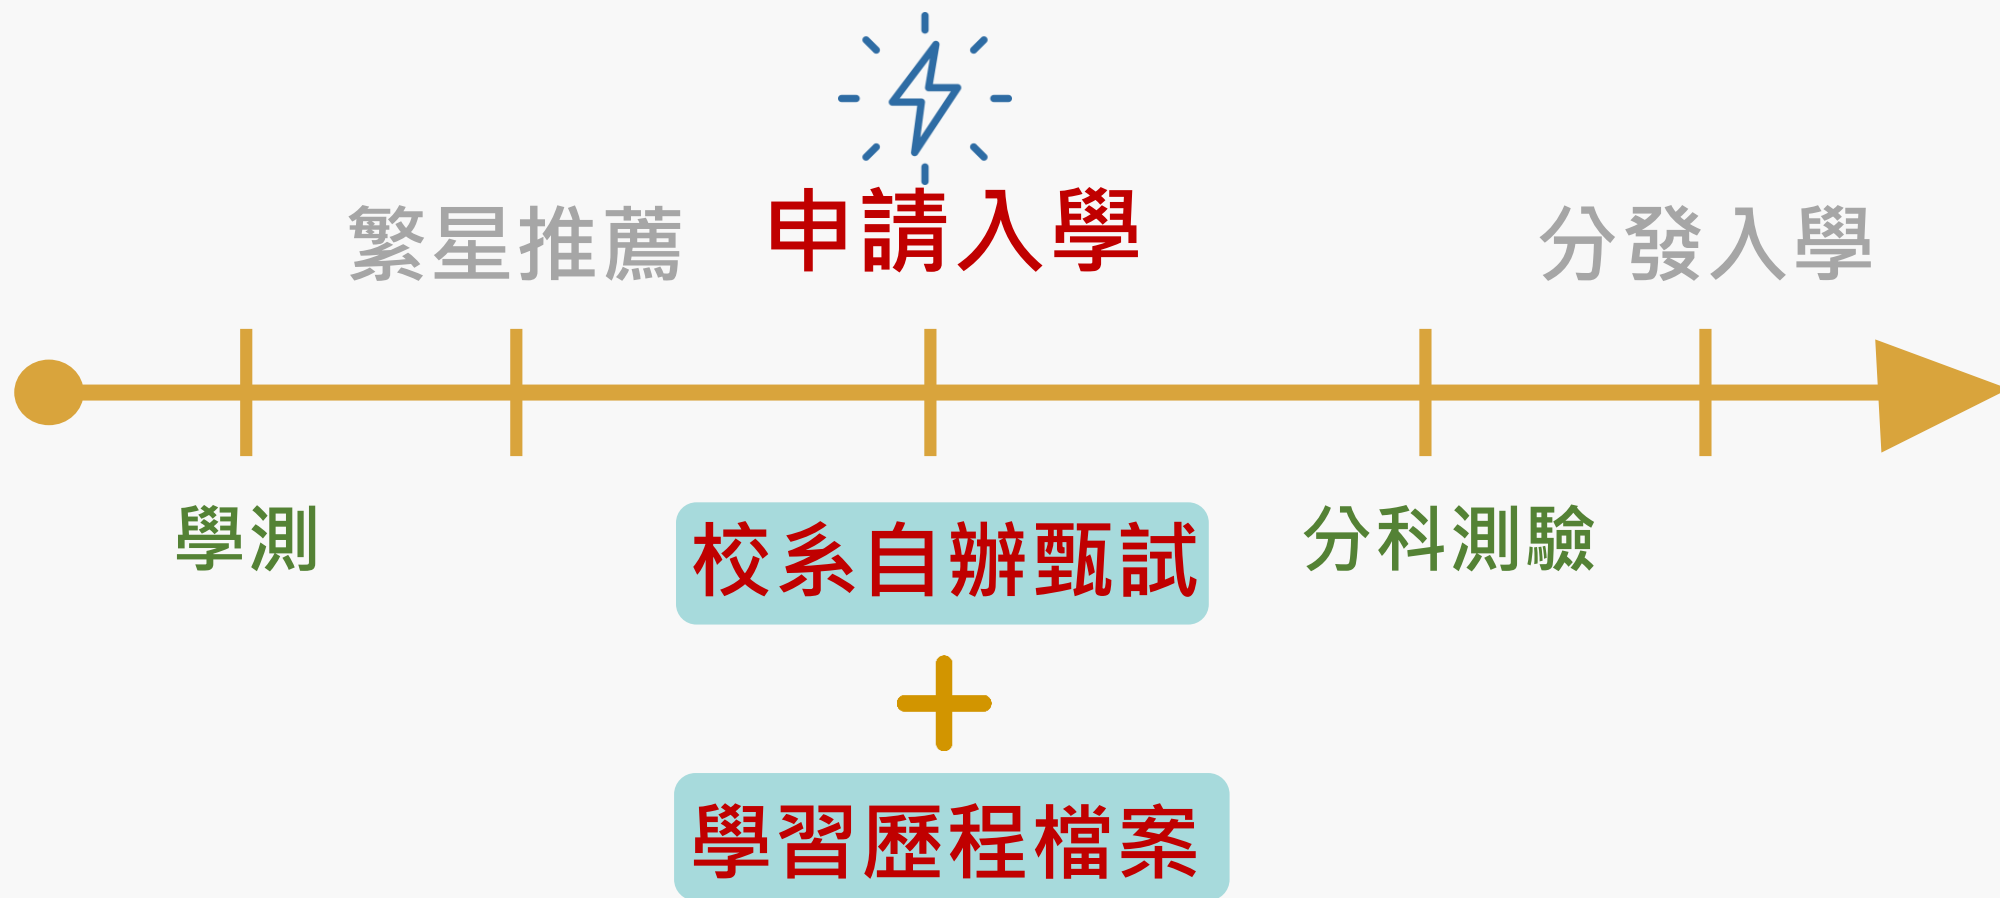 繁星推薦
申請入學
分發入學
學測
校系自辦甄試
分科測驗
學習歷程檔案